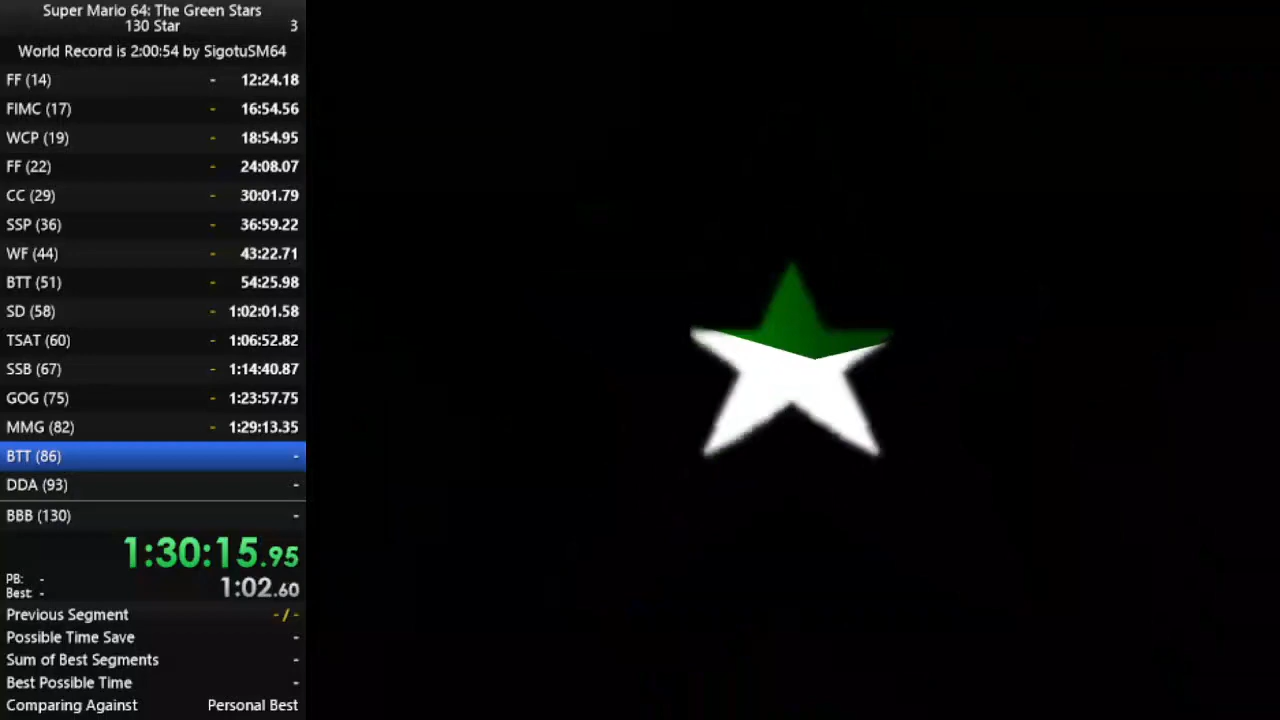 Super Mario 64: The Green Stars
130 Star 3
World Record is 2:00:54 by SigotuSM64
FF (14) - 12:24.18
FIMC (17) - 16:54.56
WCP (19) - 18:54.95
FF (22) - 24:08.07
CC (29) - 30:01.79
SSP (36) - 36:59.22
WF (44) - 43:22.71
BTT (51) - 54:25.98
SD (58) - 1:02:01.58
TSAT (60) - 1:06:52.82
SSB (67) - 1:14:40.87
GOG (75) - 1:23:57.75
MMG (82) - 1:29:13.35
BTT (86) -
DDA (93) -
BBB (130) -
1:30:15.95
PB: -
Best: - 1:02.60
Previous Segment - / -
Possible Time Save -
Sum of Best Segments -
Best Possible Time -
Comparing Against Personal Best